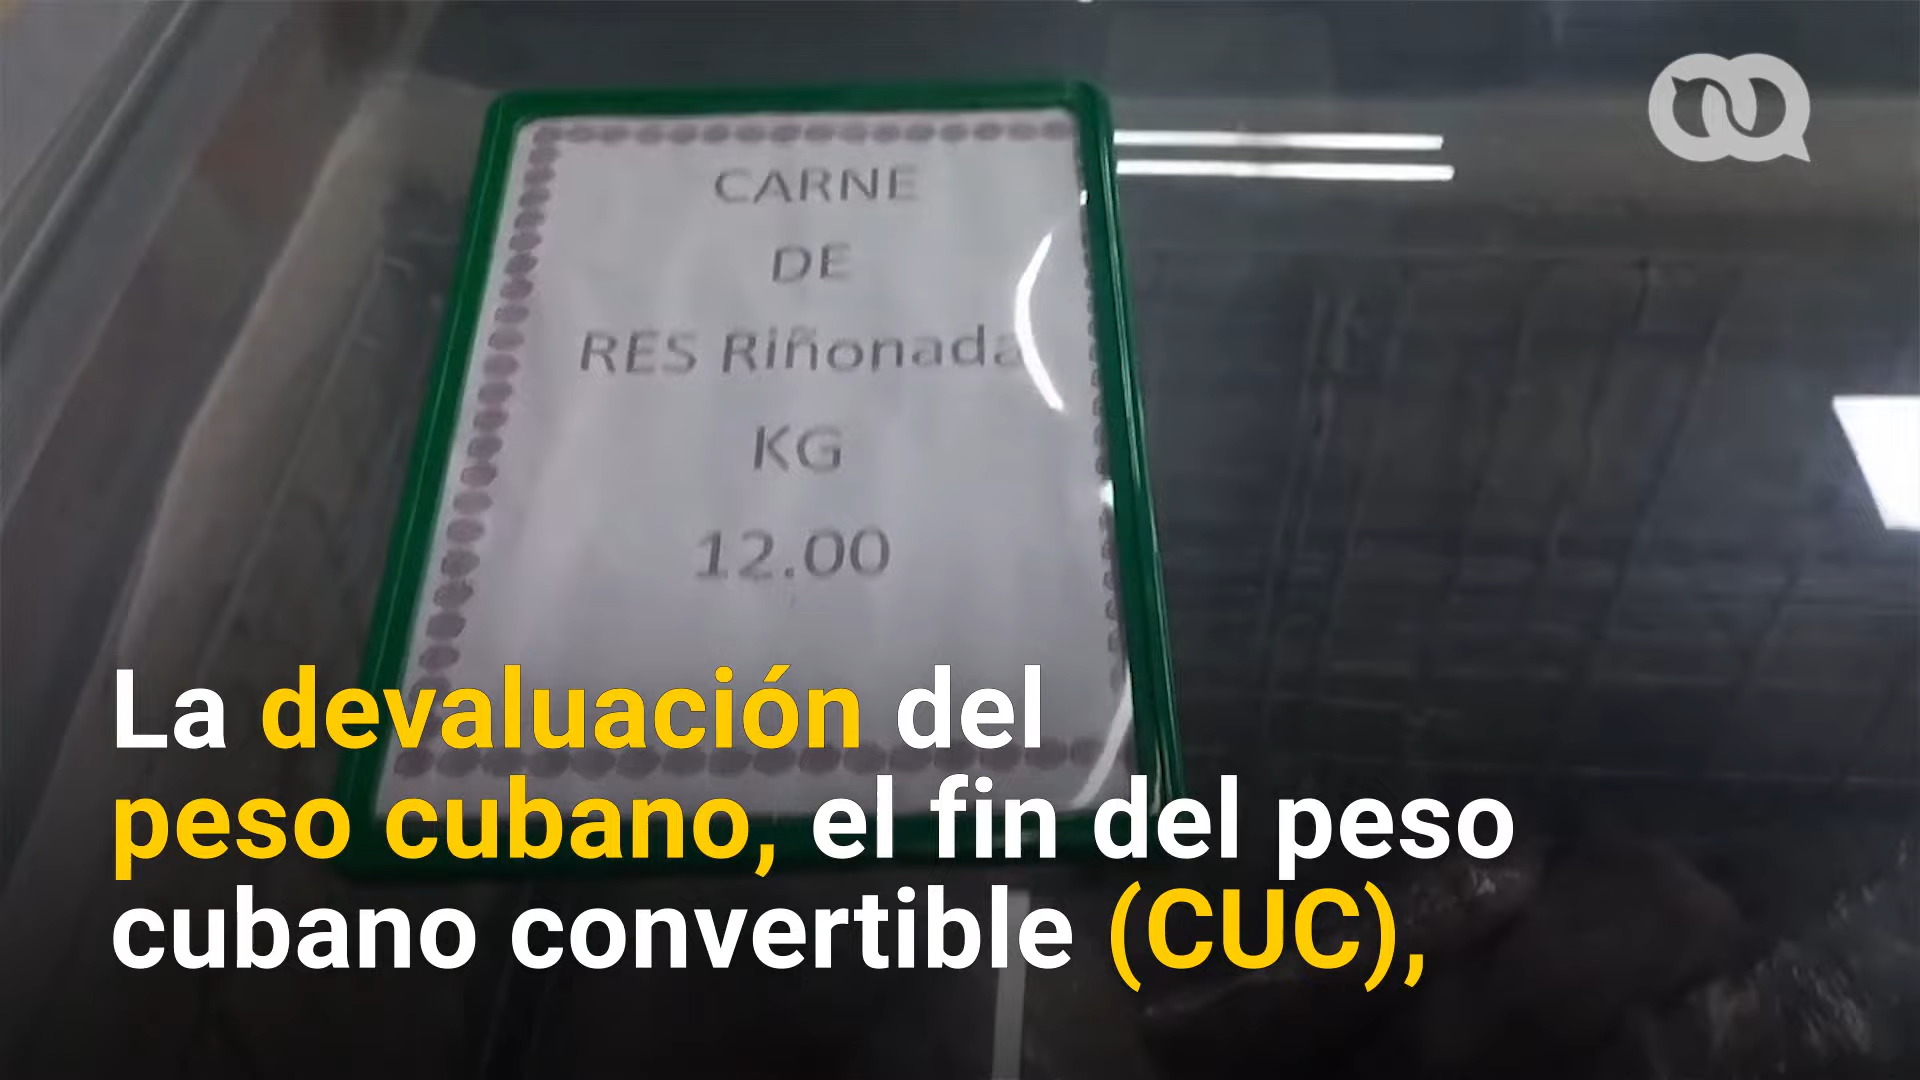 CARNE
DE
RES Riñonada
KG
12.00
La devaluación del
peso cubano, el fin del peso
cubano convertible (CUC),